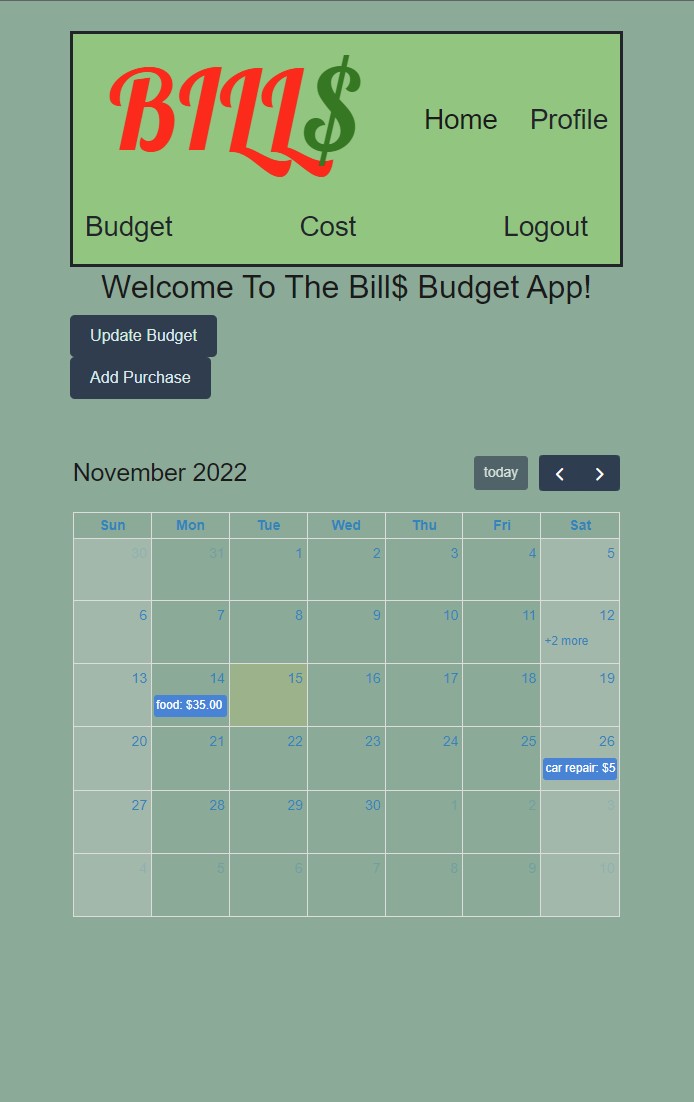 BILL$
Home Profile
Budget Cost Logout
Welcome To The Bill$ Budget App!
Update Budget
Add Purchase
November 2022 today
Sun Mon Tue Wed Thu Fri Sat
30 31 1 2 3 4 5
6 7 8 9 10 11 12
+2 more
13 14 15 16 17 18 19
food: $35.00
20 21 22 23 24 25 26
car repair: $5
27 28 29 30 1 2 3
4 5 6 7 8 9 10